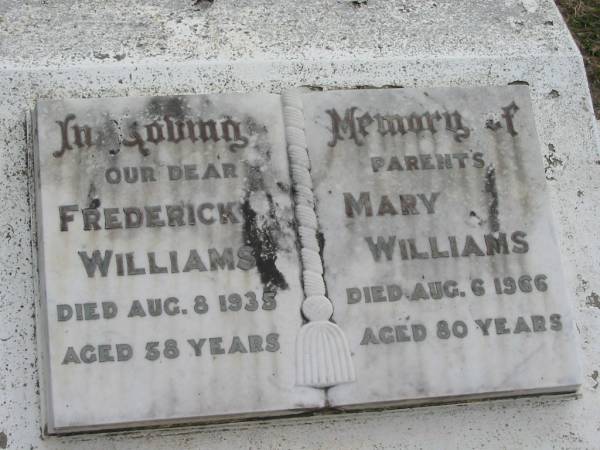 In Loving
OUR DEAR
FREDERICK
WILLIAMS
DIED AUG. 8 1935
AGED 58 YEARS
Memory of
PARENTS
MARY
WILLIAMS
DIED AUG. 6 1966
AGED 80 YEARS